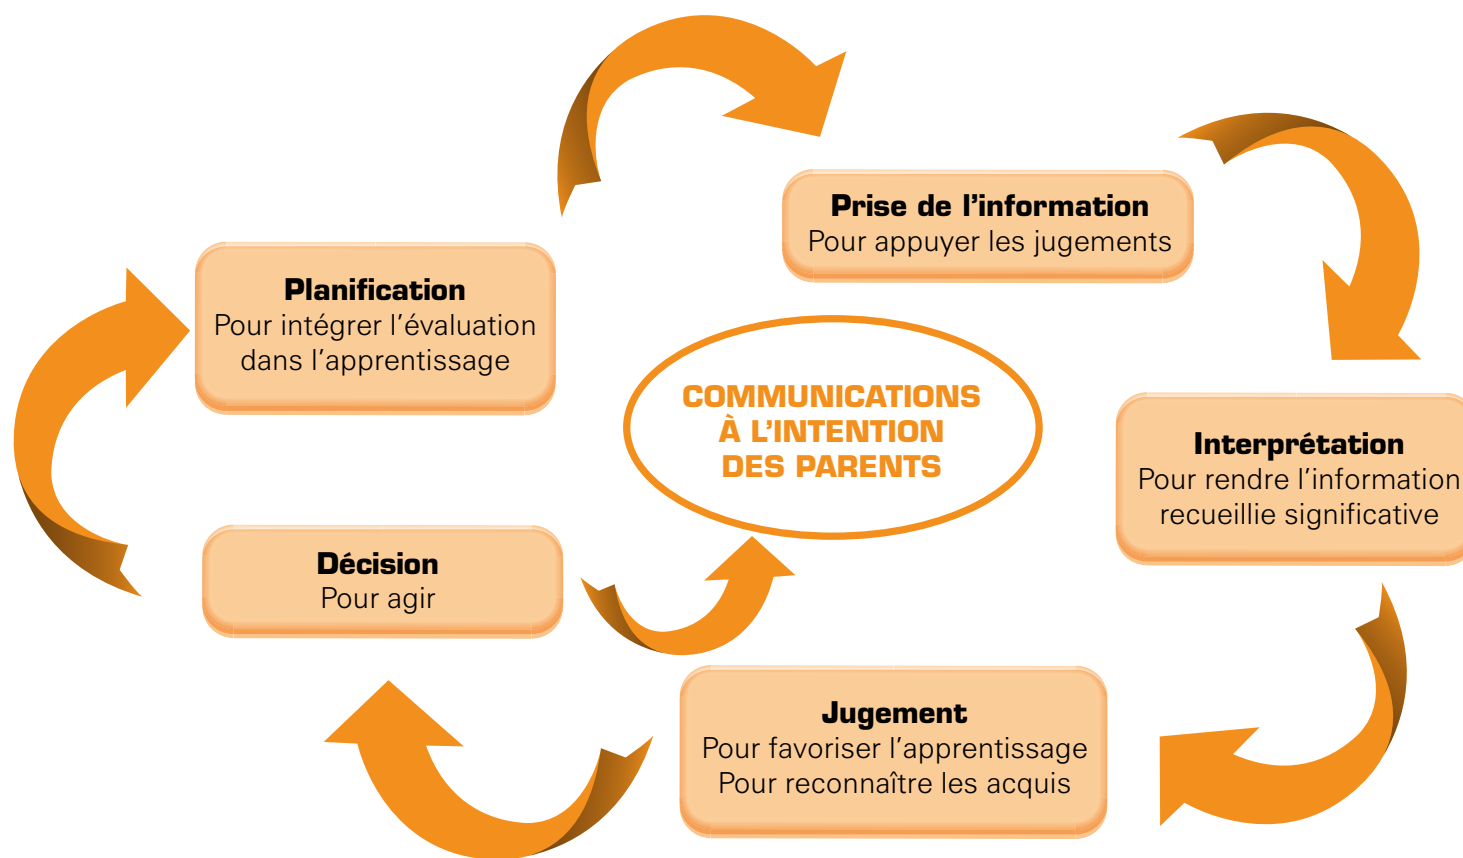 Prise de l’information
Pour appuyer les jugements
Planification
Pour intégrer l’évaluation
dans l’apprentissage
COMMUNICATIONS
À L’INTENTION
DES PARENTS
Interprétation
Pour rendre l’information
recueillie significative
Décision
Pour agir
Jugement
Pour favoriser l’apprentissage
Pour reconnaître les acquis